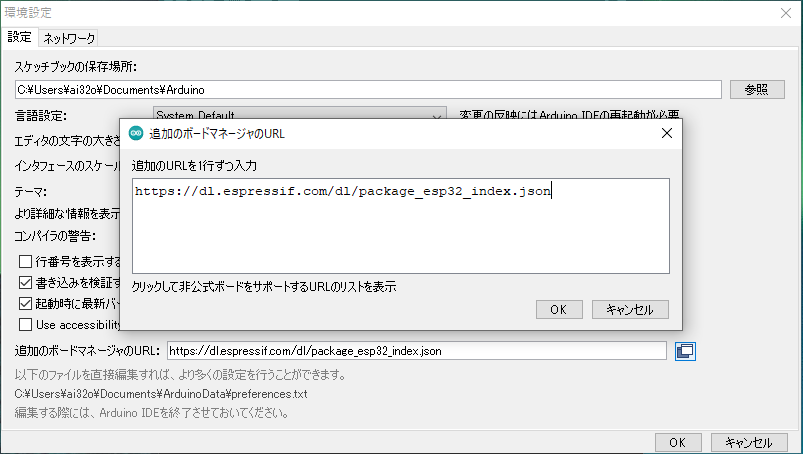 環境設定
設定 ネットワーク
スケッチブックの保存場所:
C:¥Users¥ai32o¥Documents¥Arduino 参照
言語設定: System Default 変更の反映にはArduino IDEの再起動が必要
エディタの文字の大きさ
インタフェースのスケール
テーマ:
より詳細な情報を表示
コンパイラの警告:
行番号を表示する
書き込みを検証す
起動時に最新バー
Use accessibility
追加のボードマネージャのURL
追加のURLを1行ずつ入力
https://dl.espressif.com/dl/package_esp32_index.json
クリックして非公式ボードをサポートするURLのリストを表示
OK キャンセル
追加のボードマネージャのURL: https://dl.espressif.com/dl/package_esp32_index.json
以下のファイルを直接編集すれば、より多くの設定を行うことができます。
C:¥Users¥ai32o¥Documents¥ArduinoData¥preferences.txt
編集する際には、Arduino IDEを終了させておいてください。
OK キャンセル